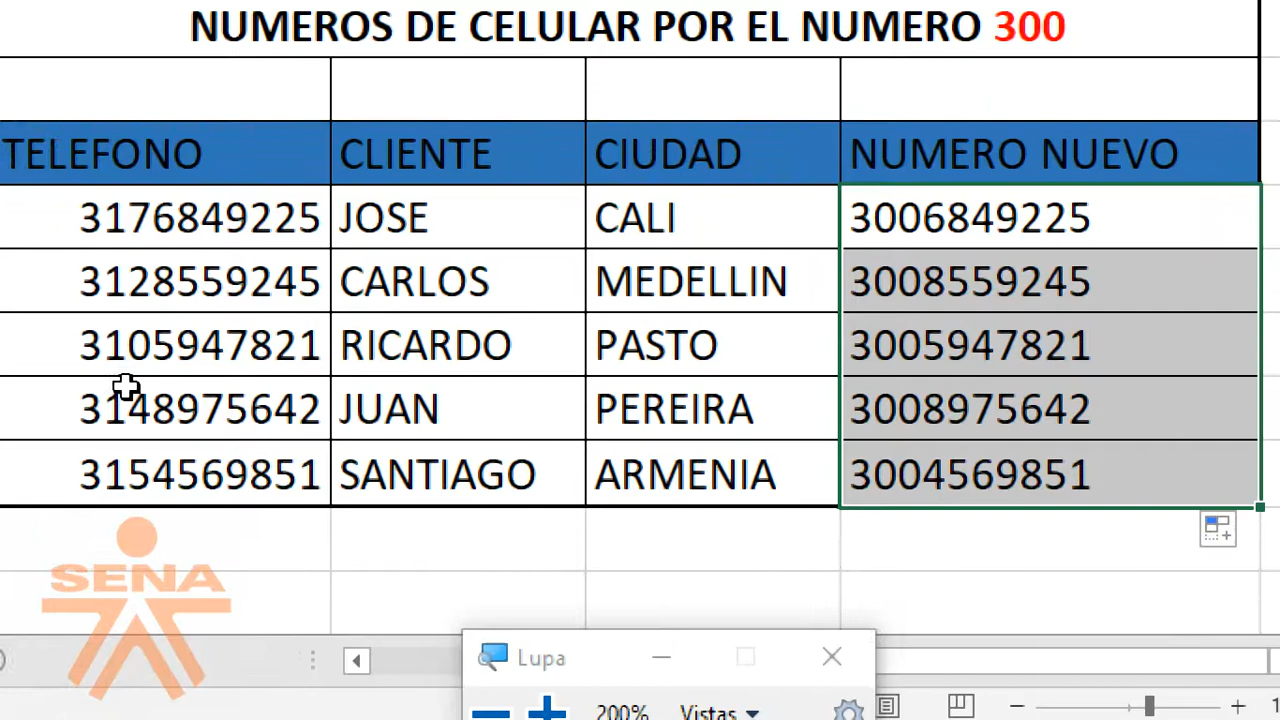 NUMEROS DE CELULAR POR EL NUMERO 300
TELEFONO CLIENTE CIUDAD NUMERO NUEVO
3176849225 JOSE CALI 3006849225
3128559245 CARLOS MEDELLIN 3008559245
3105947821 RICARDO PASTO 3005947821
3148975642 JUAN PEREIRA 3008975642
3154569851 SANTIAGO ARMENIA 3004569851
SENA
Lupa
200% Vistas